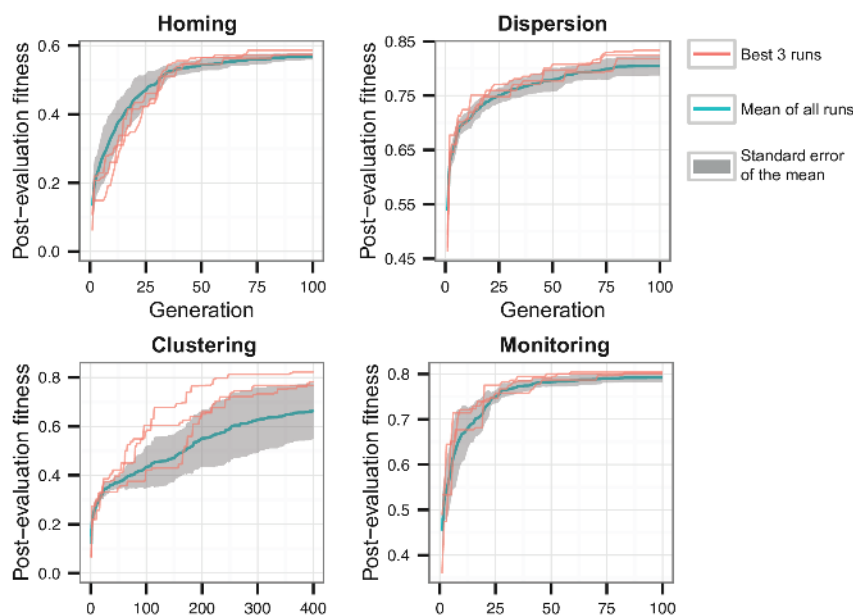 Homing
Post−evaluation fitness
0.6
0.4
0.2
0.0
0 25 50 75 100
Generation
Dispersion
Post−evaluation fitness
0.85
0.75
0.65
0.55
0.45
0 25 50 75 100
Generation
Best 3 runs
Mean of all runs
Standard error
of the mean
Clustering
Post−evaluation fitness
0.8
0.6
0.4
0.2
0.0
0 100 200 300 400
Monitoring
Post−evaluation fitness
0.8
0.7
0.6
0.5
0.4
0 25 50 75 100